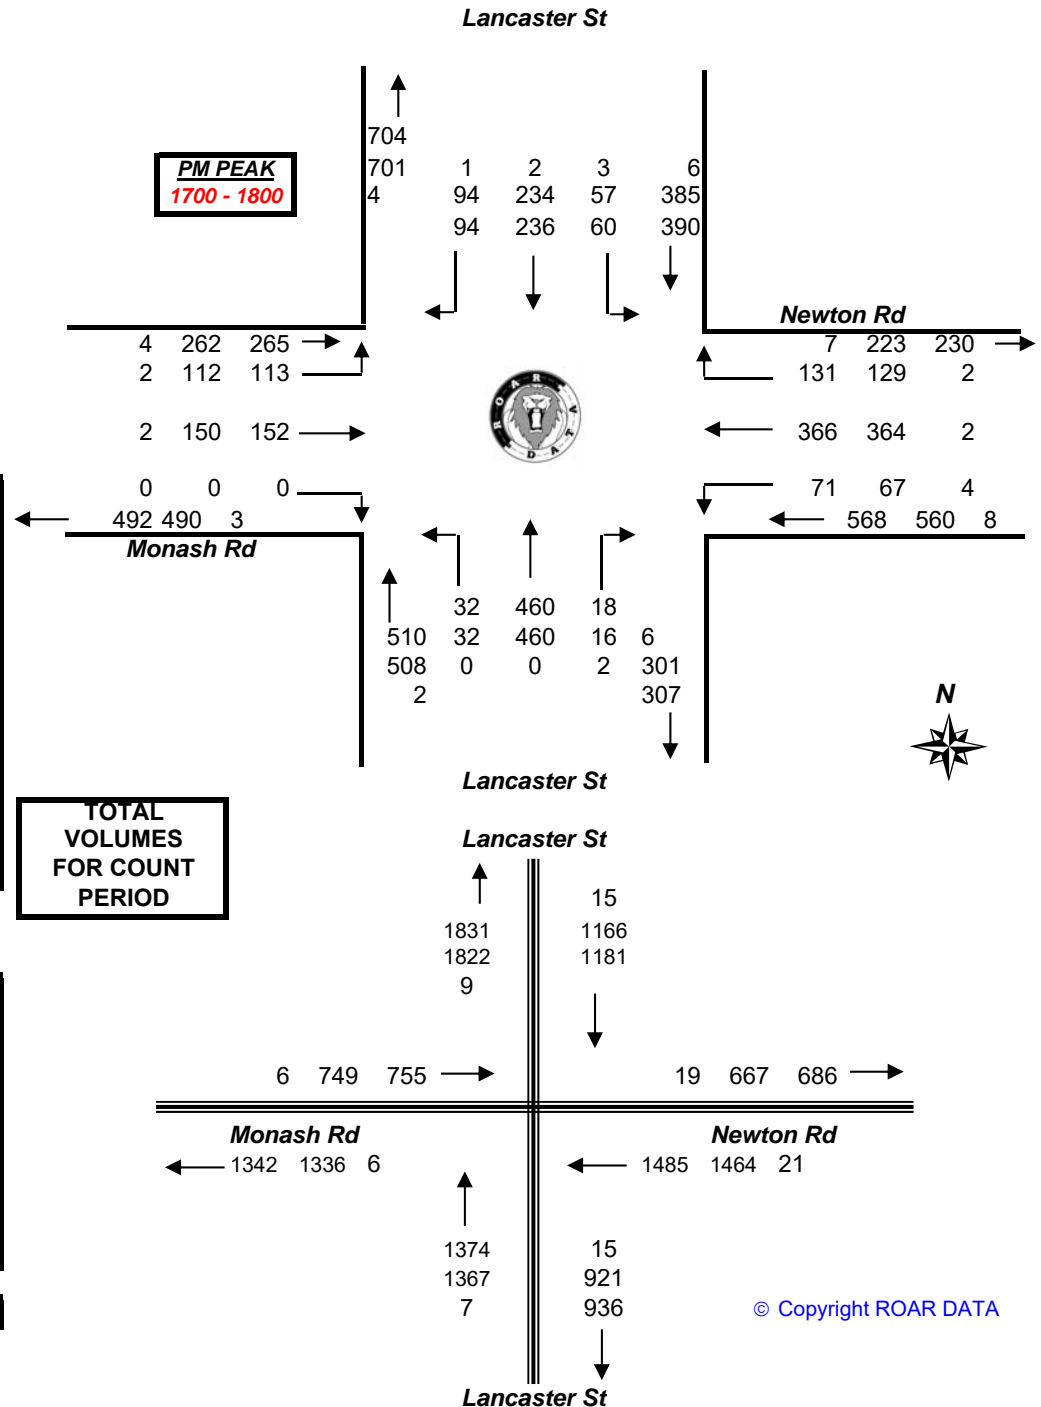 Lancaster St
704
PM PEAK
701 1 2 3 6
1700 - 1800
4 94 234 57 385
94 236 60 390
Newton Rd
4 262 265
7 223 230
2 112 113
131 129 2
ROAR DATA
2 150 152
366 364 2
0 0 0
71 67 4
492 490 3
568 560 8
Monash Rd
32 460 18
510 32 460 16 6
508 0 0 2 301
2 307
N
Lancaster St
TOTAL
VOLUMES
FOR COUNT
PERIOD
Lancaster St
15
1831 1166
1822 1181
9
6 749 755
19 667 686
Monash Rd
Newton Rd
1342 1336 6
1485 1464 21
1374 15
1367 921
7 936
© Copyright ROAR DATA
Lancaster St